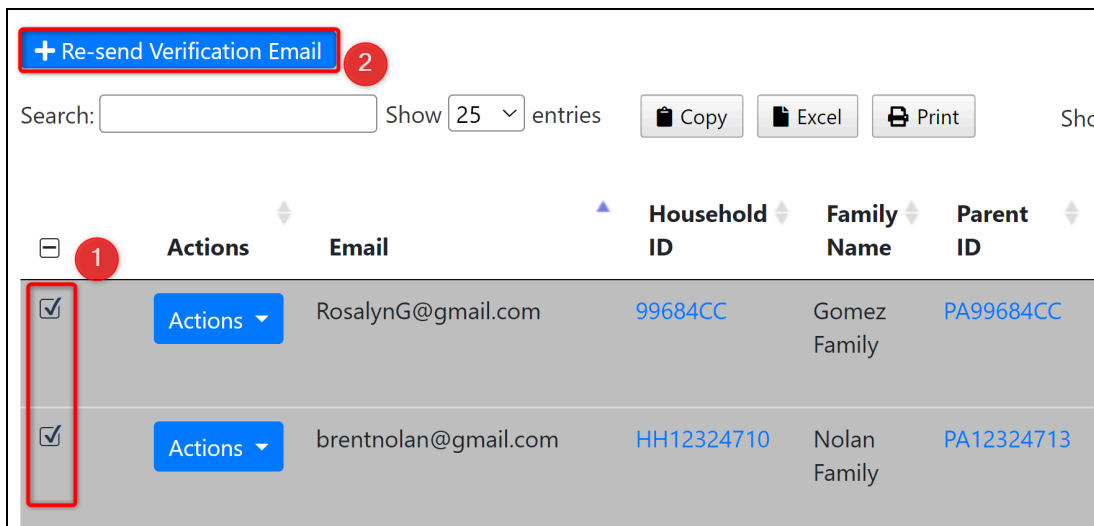 + Re-send Verification Email
2
Search: Show 25 entries Copy Excel Print Sho
Household Family Parent
1 Actions Email ID Name ID
Actions RosalynG@gmail.com 99684CC Gomez PA99684CC
Family
Actions brentnolan@gmail.com HH12324710 Nolan PA12324713
Family